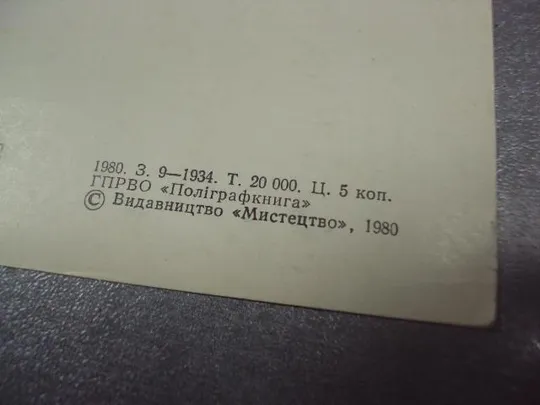 1980. З. 9—1934. Т. 20 000. Ц. 5 коп.
ГПРВО «Поліграфкнига»
© Видавництво «Мистецтво», 1980